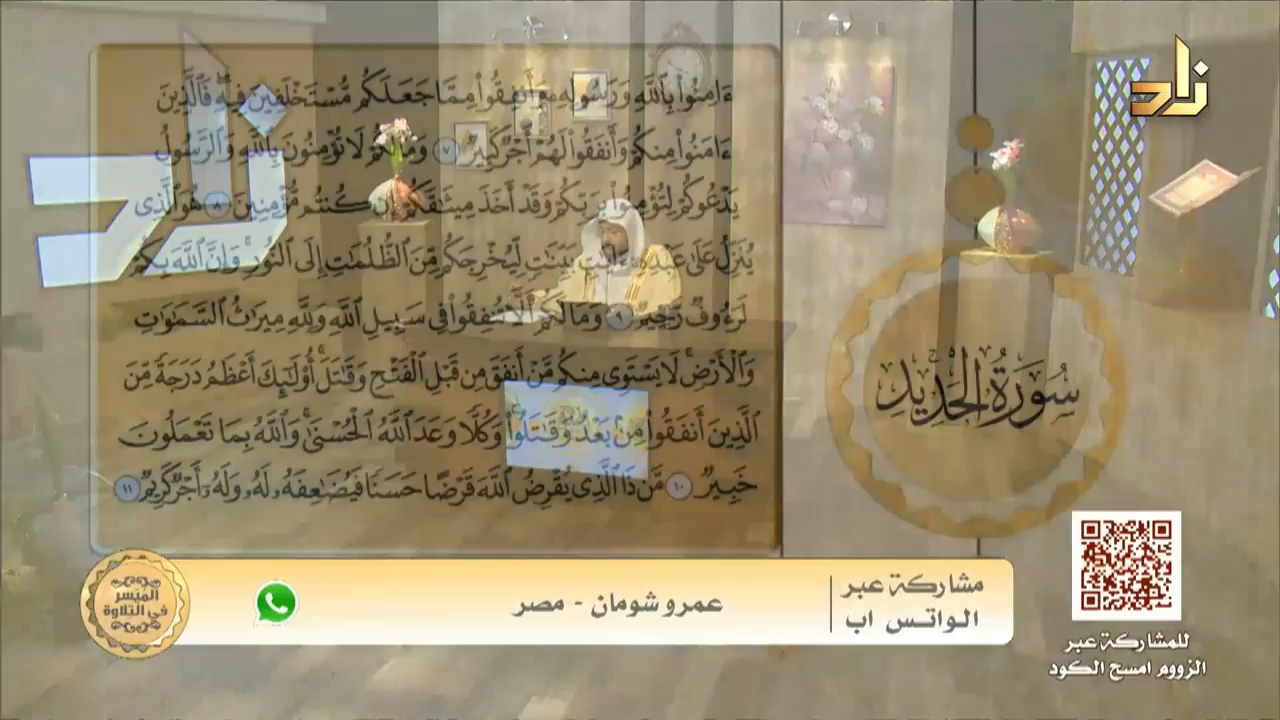 زاد
زاد
ءَامِنُوا۟ بِٱللَّهِ وَرَسُولِهِۦ وَأَنفِقُوا۟ مِمَّا جَعَلَكُم مُّسْتَخْلَفِينَ فِيهِ ۖ فَٱلَّذِينَ
ءَامَنُوا۟ مِنكُمْ وَأَنفَقُوا۟ لَهُمْ أَجْرٌ كَبِيرٌ ٧ وَمَا لَكُمْ لَا تُؤْمِنُونَ بِٱللَّهِ ۙ وَٱلرَّسُولُ
يَدْعُوكُمْ لِتُؤْمِنُوا۟ بِرَبِّكُمْ وَقَدْ أَخَذَ مِيثَٰقَكُمْ إِن كُنتُم مُّؤْمِنِينَ ٨ هُوَ ٱلَّذِى
يُنَزِّلُ عَلَىٰ عَبْدِهِۦٓ ءَايَٰتٍۭ بَيِّنَٰتٍ لِّيُخْرِجَكُم مِّنَ ٱلظُّلُمَٰتِ إِلَى ٱلنُّورِ ۚ وَإِنَّ ٱللَّهَ بِكُمْ
لَرَءُوفٌ رَّحِيمٌ ٩ وَمَا لَكُمْ أَلَّا تُنفِقُوا۟ فِى سَبِيلِ ٱللَّهِ وَلِلَّهِ مِيرَٰثُ ٱلسَّمَٰوَٰتِ
وَٱلْأَرْضِ ۚ لَا يَسْتَوِى مِنكُم مَّنْ أَنفَقَ مِن قَبْلِ ٱلْفَتْحِ وَقَٰتَلَ ۚ أُو۟لَٰٓئِكَ أَعْظَمُ دَرَجَةً مِّنَ
ٱلَّذِينَ أَنفَقُوا۟ مِنۢ بَعْدُ وَقَٰتَلُوا۟ ۚ وَكُلًّا وَعَدَ ٱللَّهُ ٱلْحُسْنَىٰ ۚ وَٱللَّهُ بِمَا تَعْمَلُونَ
خَبِيرٌ ١٠ مَّن ذَا ٱلَّذِى يُقْرِضُ ٱللَّهَ قَرْضًا حَسَنًا فَيُضَٰعِفَهُۥ لَهُۥ وَلَهُۥٓ أَجْرٌ كَرِيمٌ ١١
سُورَةُ الحَدِيدِ
مشاركة عبر
الواتس اب
عمرو شومان - مصر
الميسر
في التلاوة
للمشاركة عبر
الزووم امسح الكود